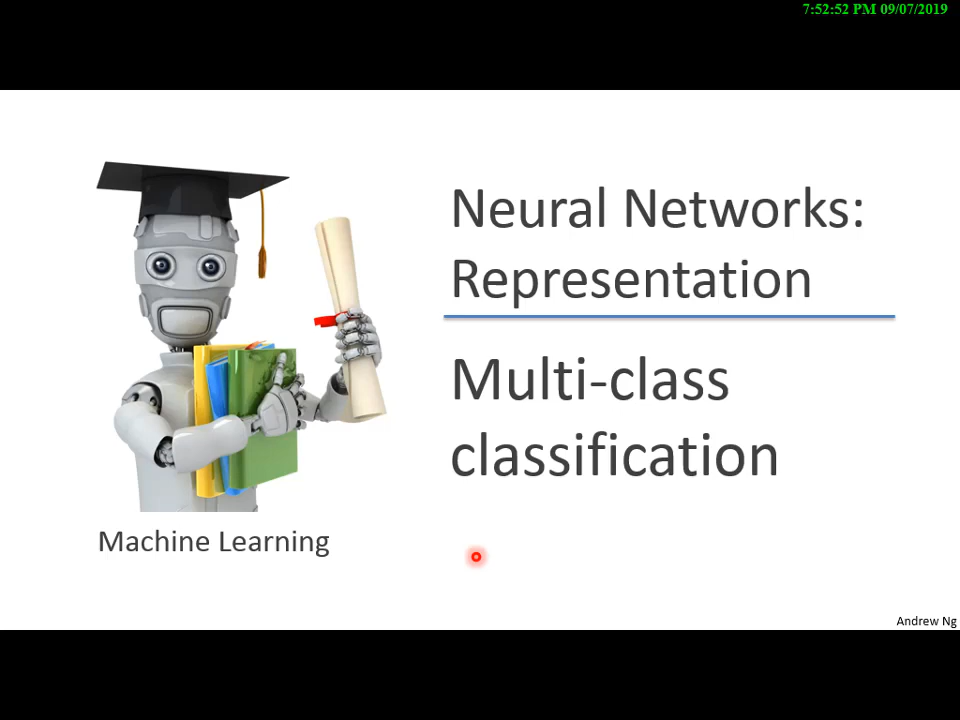 7:52:52 PM 09/07/2019
Neural Networks:
Representation
Multi-class
classification
Machine Learning
Andrew Ng